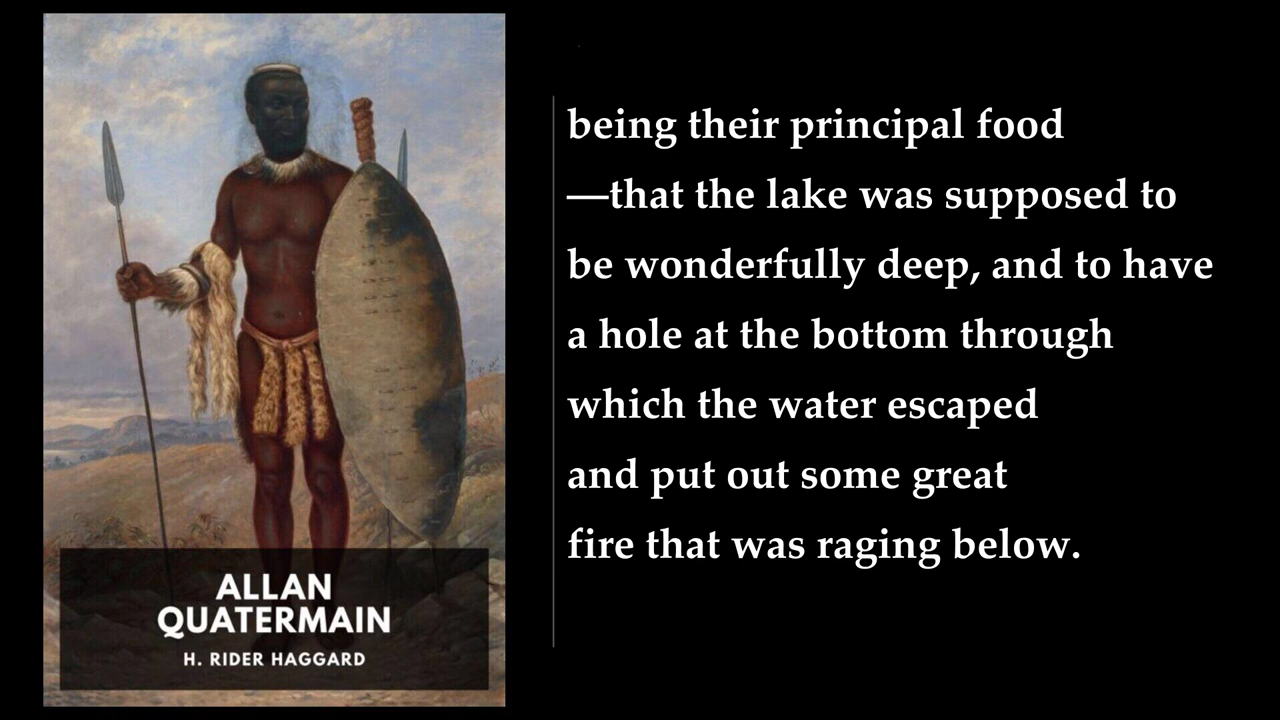 ALLAN
QUATERMAIN
H. RIDER HAGGARD
being their principal food
—that the lake was supposed to
be wonderfully deep, and to have
a hole at the bottom through
which the water escaped
and put out some great
fire that was raging below.